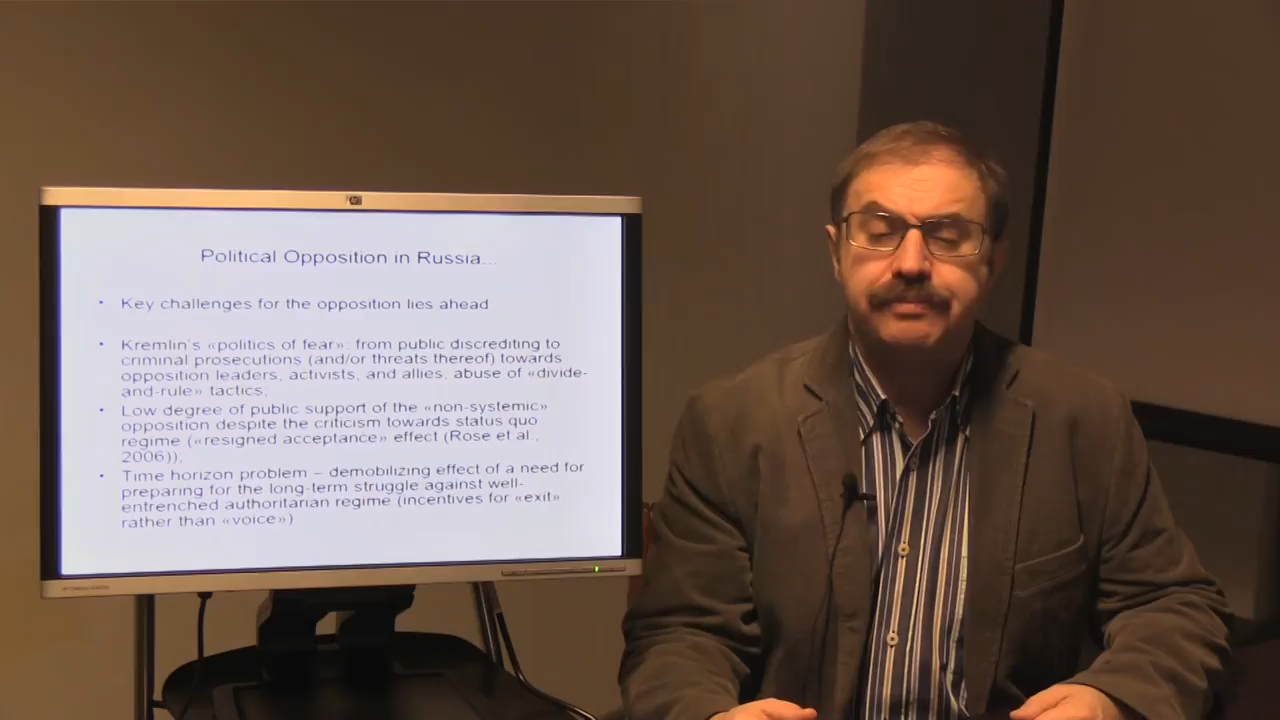 hp
Political Opposition in Russia...
• Key challenges for the opposition lies ahead
• Kremlin's «politics of fear»: from public discrediting to
criminal prosecutions (and/or threats thereof) towards
opposition leaders, activists, and allies, abuse of «divide-
and-rule» tactics;
• Low degree of public support of the «non-systemic»
opposition despite the criticism towards status quo
regime («resigned acceptance» effect (Rose et al.,
2006));
• Time horizon problem – demobilizing effect of a need for
preparing for the long-term struggle against well-
entrenched authoritarian regime (incentives for «exit»
rather than «voice»)